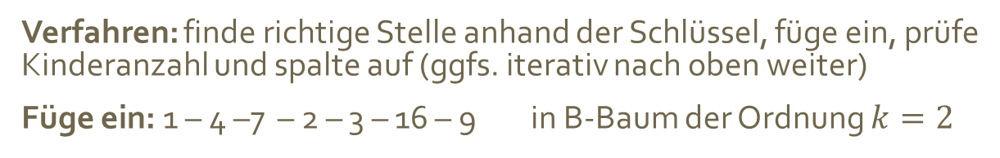 Verfahren: finde richtige Stelle anhand der Schlüssel, füge ein, prüfe
Kinderanzahl und spalte auf (ggfs. iterativ nach oben weiter)
Füge ein: 1 – 4 –7 – 2 – 3 – 16 – 9 in B-Baum der Ordnung k = 2